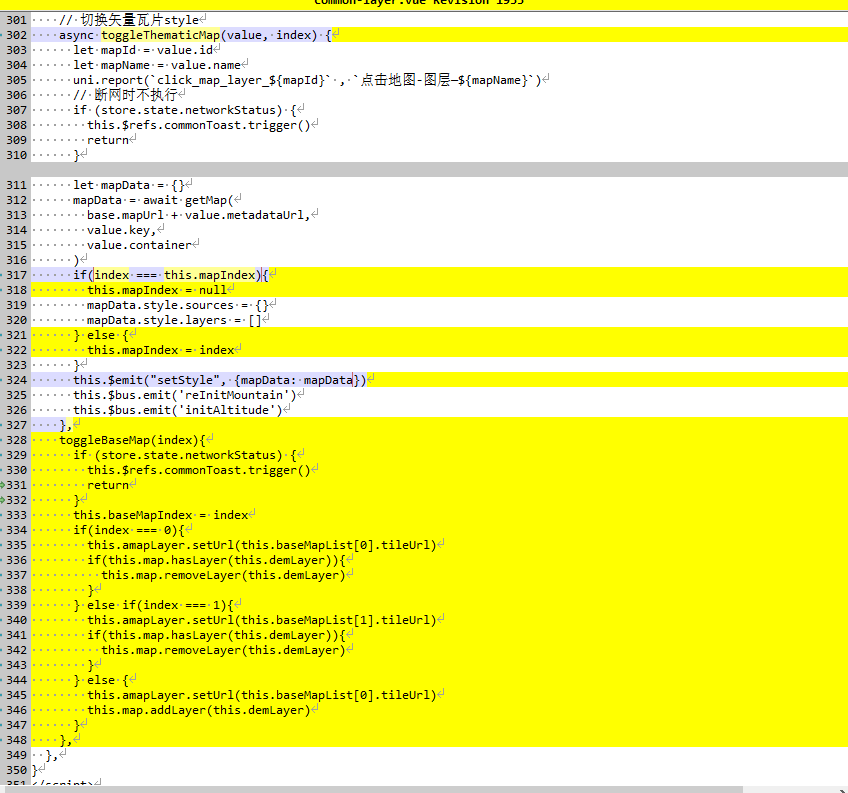 common-layer.vue Revision 1955
301 // 切换矢量瓦片style
302 async toggleThematicMap(value, index) {
303 let mapId = value.id
304 let mapName = value.name
305 uni.report(`click_map_layer_${mapId}` , `点击地图-图层—${mapName}`)
306 // 断网时不执行
307 if (store.state.networkStatus) {
308 this.$refs.commonToast.trigger()
309 return
310 }
311 let mapData = {}
312 mapData = await getMap(
313 base.mapUrl + value.metadataUrl,
314 value.key,
315 value.container
316 )
317 if(index === this.mapIndex){
318 this.mapIndex = null
319 mapData.style.sources = {}
320 mapData.style.layers = []
321 } else {
322 this.mapIndex = index
323 }
324 this.$emit("setStyle", {mapData: mapData})
325 this.$bus.emit('reInitMountain')
326 this.$bus.emit('initAltitude')
327 },
328 toggleBaseMap(index){
329 if (store.state.networkStatus) {
330 this.$refs.commonToast.trigger()
331 return
332 }
333 this.baseMapIndex = index
334 if(index === 0){
335 this.amapLayer.setUrl(this.baseMapList[0].tileUrl)
336 if(this.map.hasLayer(this.demLayer)){
337 this.map.removeLayer(this.demLayer)
338 }
339 } else if(index === 1){
340 this.amapLayer.setUrl(this.baseMapList[1].tileUrl)
341 if(this.map.hasLayer(this.demLayer)){
342 this.map.removeLayer(this.demLayer)
343 }
344 } else {
345 this.amapLayer.setUrl(this.baseMapList[0].tileUrl)
346 this.map.addLayer(this.demLayer)
347 }
348 },
349 },
350 }
351 </script>